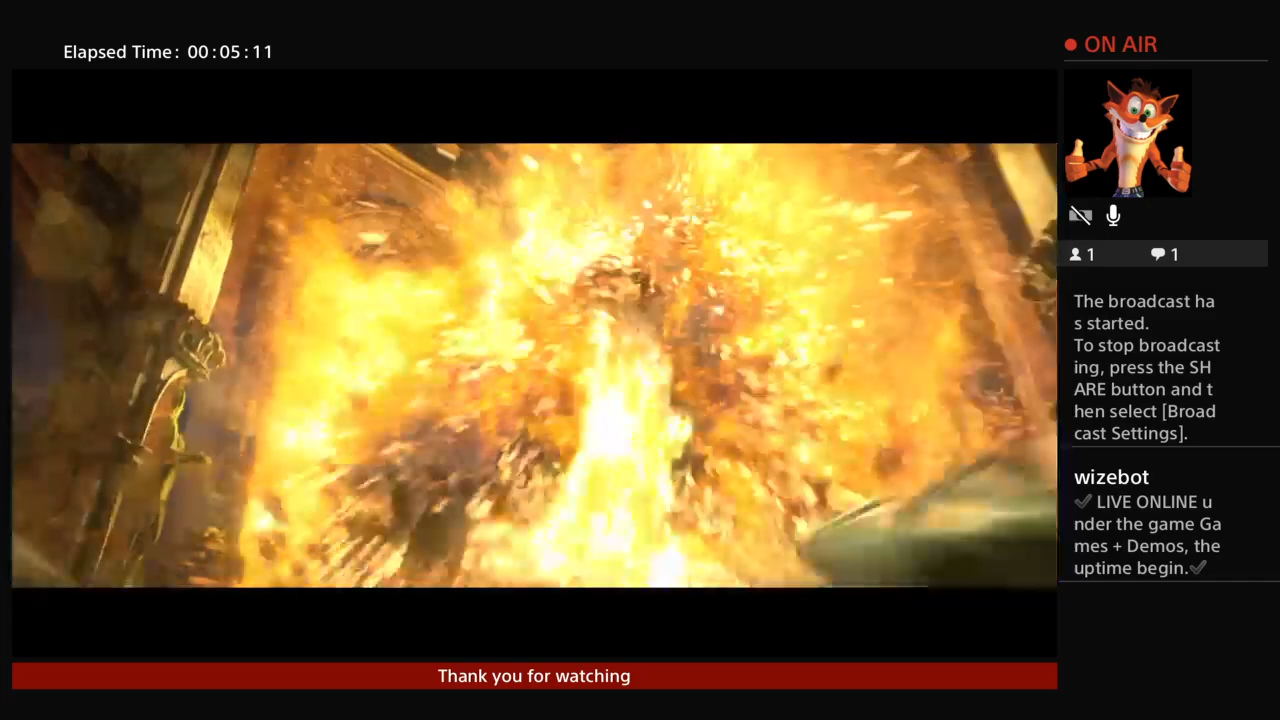 Elapsed Time: 00:05:11
ON AIR
1 1
The broadcast ha
s started.
To stop broadcast
ing, press the SH
ARE button and t
hen select [Broad
cast Settings].
wizebot
✓ LIVE ONLINE u
nder the game Ga
mes + Demos, the
uptime begin.✓
Thank you for watching